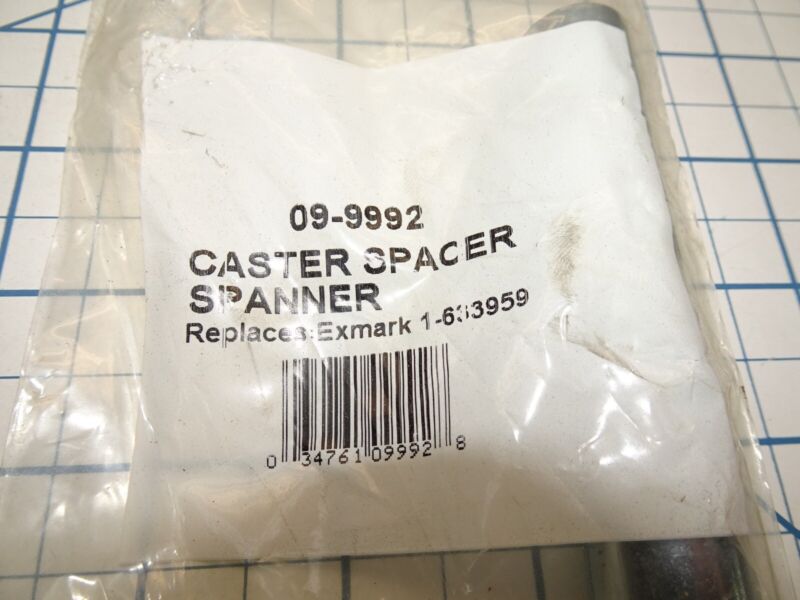 09-9992
CASTER SPACER
SPANNER
Replaces:Exmark 1-633959
0 34761 09992 8